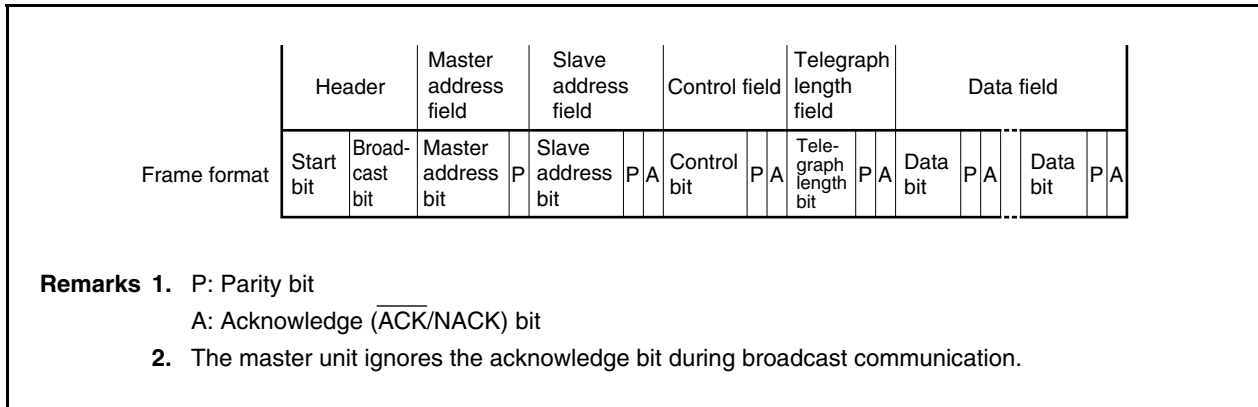 Header
Master address field
Slave address field
Control field
Telegraph length field
Data field
Frame format
Start bit
Broad-cast bit
Master address bit
P
Slave address bit
P
A
Control bit
P
A
Tele-graph length bit
P
A
Data bit
P
A
Data bit
P
A
Remarks 1. P: Parity bit
A: Acknowledge (ACK/NACK) bit
2. The master unit ignores the acknowledge bit during broadcast communication.